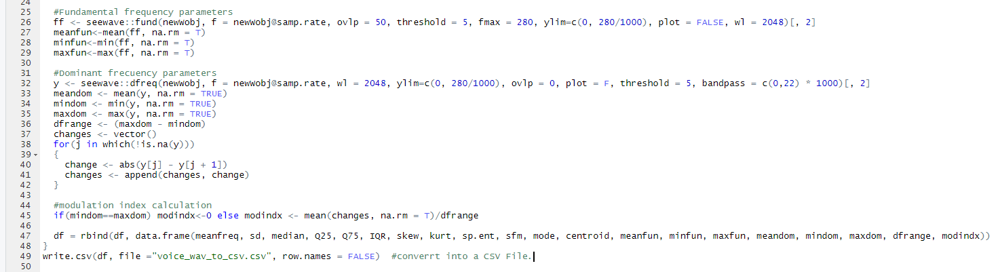 24
25 #Fundamental frequency parameters
26 ff <- seewave::fund(newWobj, f = newWobj@samp.rate, ovlp = 50, threshold = 5, fmax = 280, ylim=c(0, 280/1000), plot = FALSE, wl = 2048)[, 2]
27 meanfun<-mean(ff, na.rm = T)
28 minfun<-min(ff, na.rm = T)
29 maxfun<-max(ff, na.rm = T)
30
31 #Dominant frecuency parameters
32 y <- seewave::dfreq(newWobj, f = newWobj@samp.rate, wl = 2048, ylim=c(0, 280/1000), ovlp = 0, plot = F, threshold = 5, bandpass = c(0,22) * 1000)[, 2]
33 meandom <- mean(y, na.rm = TRUE)
34 mindom <- min(y, na.rm = TRUE)
35 maxdom <- max(y, na.rm = TRUE)
36 dfrange <- (maxdom - mindom)
37 changes <- vector()
38 for(j in which(!is.na(y)))
39 {
40 change <- abs(y[j] - y[j + 1])
41 changes <- append(changes, change)
42 }
43
44 #modulation index calculation
45 if(mindom==maxdom) modindx<-0 else modindx <- mean(changes, na.rm = T)/dfrange
46
47 df = rbind(df, data.frame(meanfreq, sd, median, Q25, Q75, IQR, skew, kurt, sp.ent, sfm, mode, centroid, meanfun, minfun, maxfun, meandom, mindom, maxdom, dfrange, modindx))
48 }
49 write.csv(df, file ="voice_wav_to_csv.csv", row.names = FALSE) #converrt into a CSV File.
50